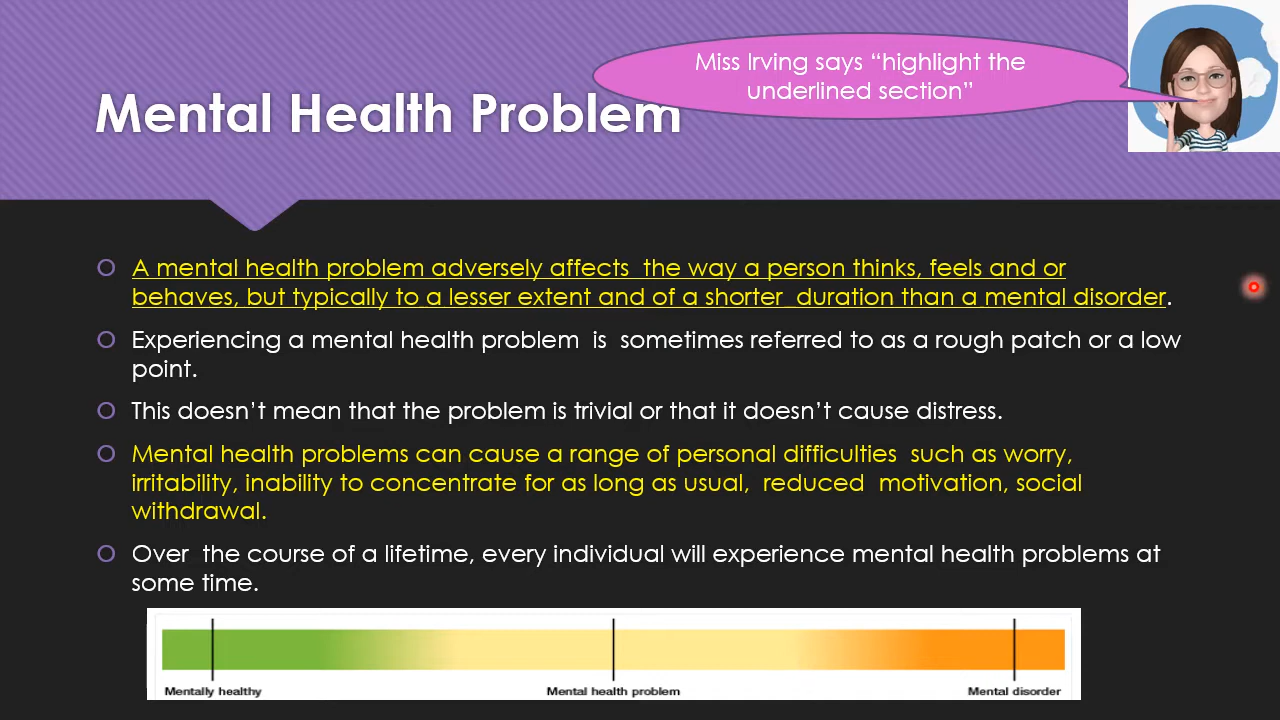 Miss Irving says “highlight the
underlined section”
Mental Health Problem
A mental health problem adversely affects  the way a person thinks, feels and or
behaves, but typically to a lesser extent and of a shorter  duration than a mental disorder.
Experiencing a mental health problem  is  sometimes referred to as a rough patch or a low
point.
This doesn’t mean that the problem is trivial or that it doesn’t cause distress.
Mental health problems can cause a range of personal difficulties  such as worry,
irritability, inability to concentrate for as long as usual,  reduced  motivation, social
withdrawal.
Over  the course of a lifetime, every individual will experience mental health problems at
some time.
Mentally healthy
Mental health problem
Mental disorder